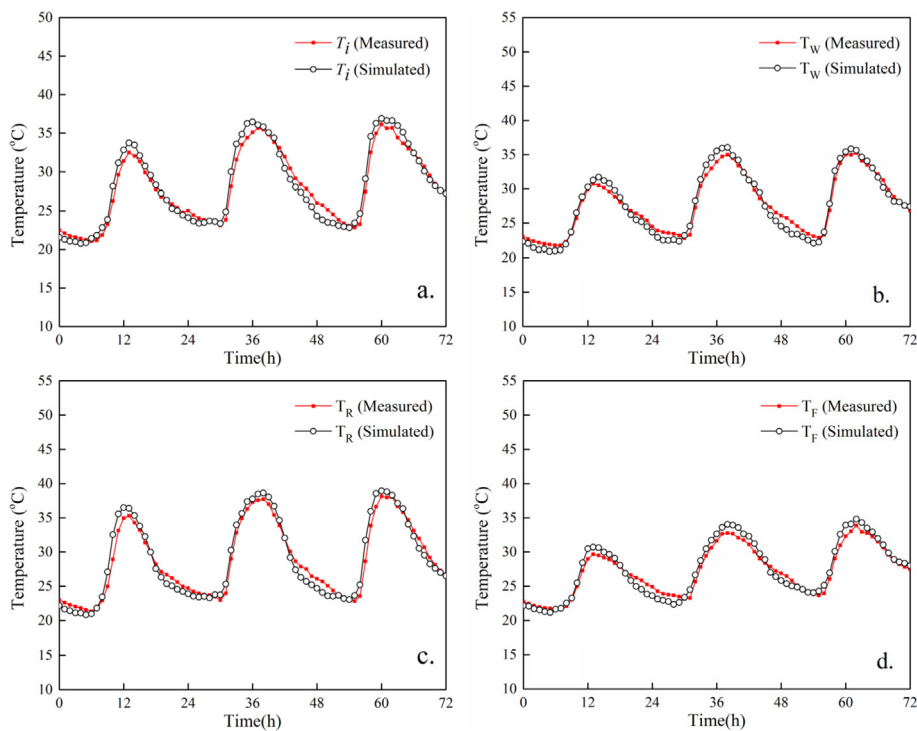 a.
T_i (Measured)
T_i (Simulated)
Temperature (°C)
50
45
40
35
30
25
20
15
10
0 12 24 36 48 60 72
Time(h)
b.
T_W (Measured)
T_W (Simulated)
Temperature (°C)
55
50
45
40
35
30
25
20
15
10
0 12 24 36 48 60 72
Time(h)
c.
T_R (Measured)
T_R (Simulated)
Temperature (°C)
55
50
45
40
35
30
25
20
15
10
0 12 24 36 48 60 72
Time(h)
d.
T_F (Measured)
T_F (Simulated)
Temperature (°C)
55
50
45
40
35
30
25
20
15
10
0 12 24 36 48 60 72
Time(h)